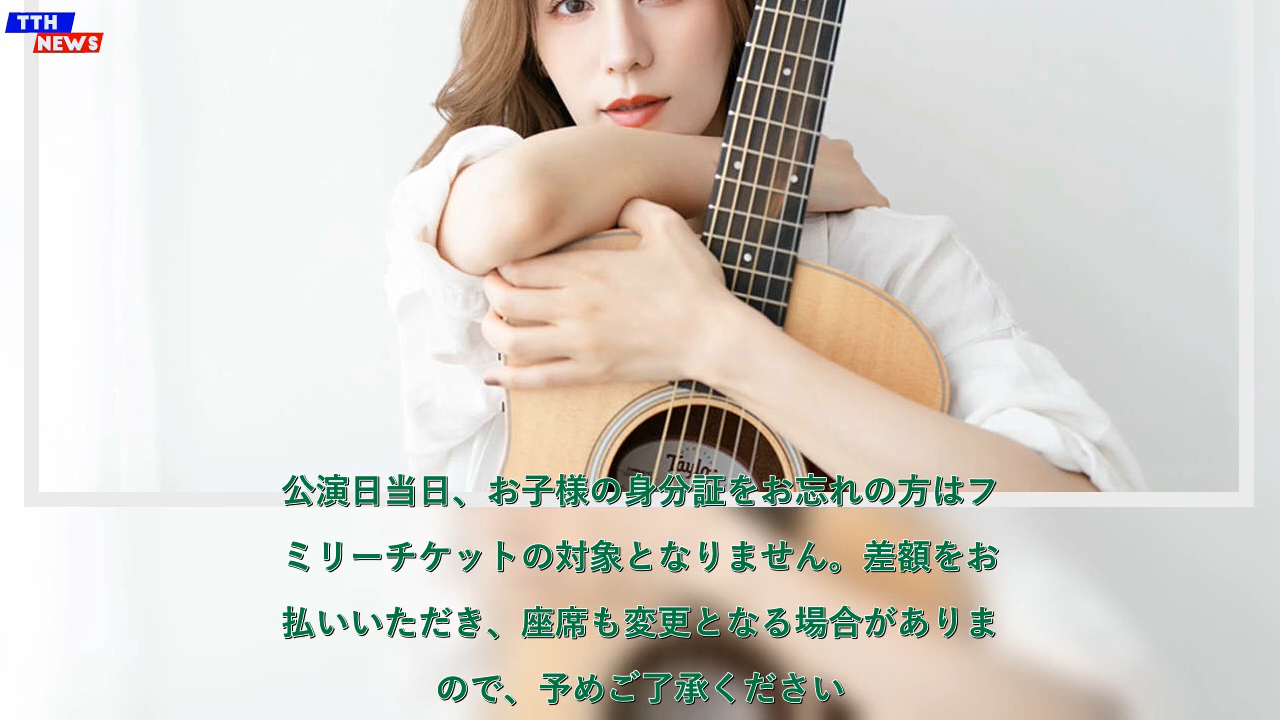 TTH
NEWS
Taylor
公演日当日、お子様の身分証をお忘れの方はフ
ミリーチケットの対象となりません。差額をお
払いいただき、座席も変更となる場合がありま
ので、予めご了承ください